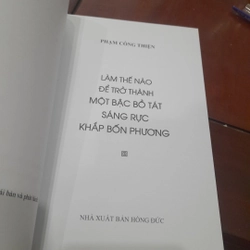 PHẠM CÔNG THIỆN
LÀM THẾ NÀO
ĐỂ TRỞ THÀNH
MỘT BẬC BỒ TÁT
SÁNG RỰC
KHẮP BỐN PHƯƠNG
NHÀ XUẤT BẢN HỒNG ĐỨC